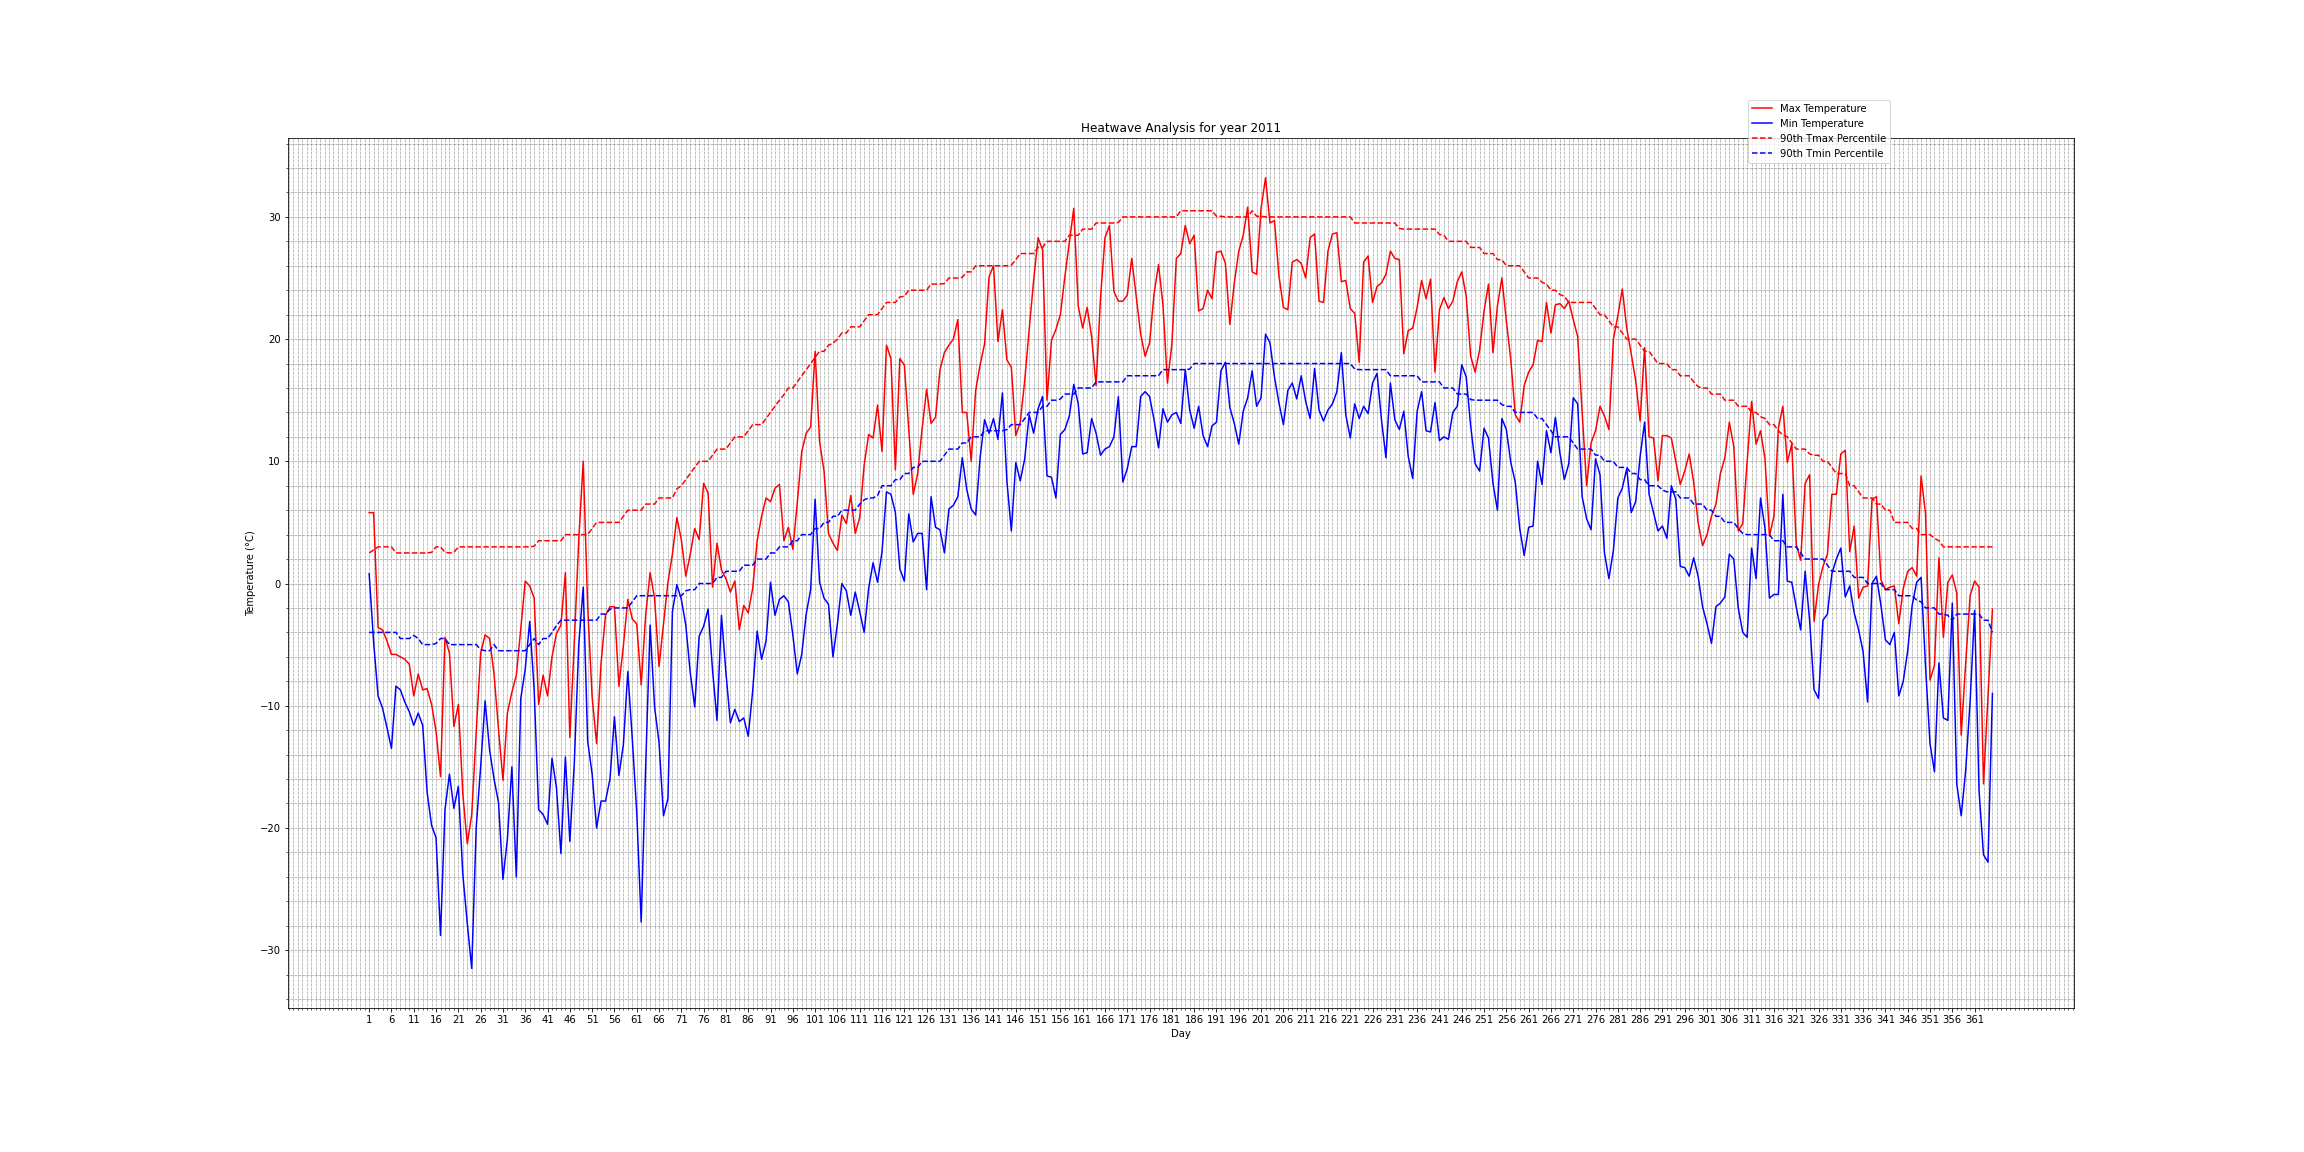 Heatwave Analysis for year 2011
Max Temperature
Min Temperature
90th Tmax Percentile
90th Tmin Percentile
Temperature (°C)
30
20
10
0
−10
−20
−30
1 6 11 16 21 26 31 36 41 46 51 56 61 66 71 76 81 86 91 96 101 106 111 116 121 126 131 136 141 146 151 156 161 166 171 176 181 186 191 196 201 206 211 216 221 226 231 236 241 246 251 256 261 266 271 276 281 286 291 296 301 306 311 316 321 326 331 336 341 346 351 356 361
Day